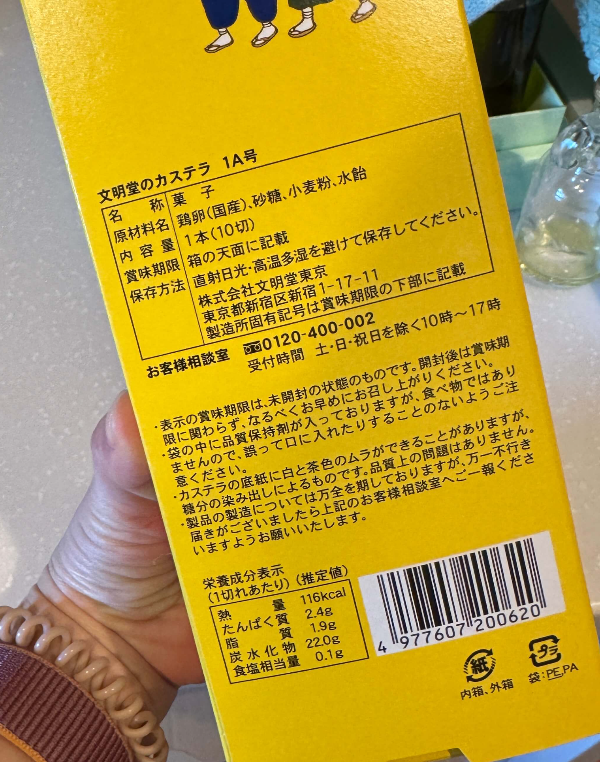 文明堂のカステラ 1A号
名称 菓子
原材料名 鶏卵(国産)、砂糖、小麦粉、水飴
内容量 1本(10切)
賞味期限 箱の天面に記載
保存方法 直射日光・高温多湿を避けて保存してください。
株式会社文明堂東京
東京都新宿区新宿1-17-11
製造所固有記号は賞味期限の下部に記載
お客様相談室 0120-400-002
受付時間 土・日・祝日を除く10時~17時
・表示の賞味期限は、未開封の状態のものです。開封後は賞味期
限に関わらず、なるべくお早めにお召し上がりください。
・袋の中に品質保持剤が入っておりますが、食べ物ではあり
ませんので、誤って口に入れたりすることのないようご注
意ください。
・カステラの底紙に白と茶色のムラができることがありますが、
糖分の染み出しによるものです。品質上の問題はありません。
・製品の製造については万全を期しておりますが、万一不行き
届きがございましたら上記のお客様相談室へご一報くださ
いますようお願いいたします。
栄養成分表示
(1切れあたり)(推定値)
熱量 116kcal
たんぱく質 2.4g
脂質 1.9g
炭水化物 22.0g
食塩相当量 0.1g
4 977607 200620
紙
内箱、外箱
プラ
袋:PE,PA